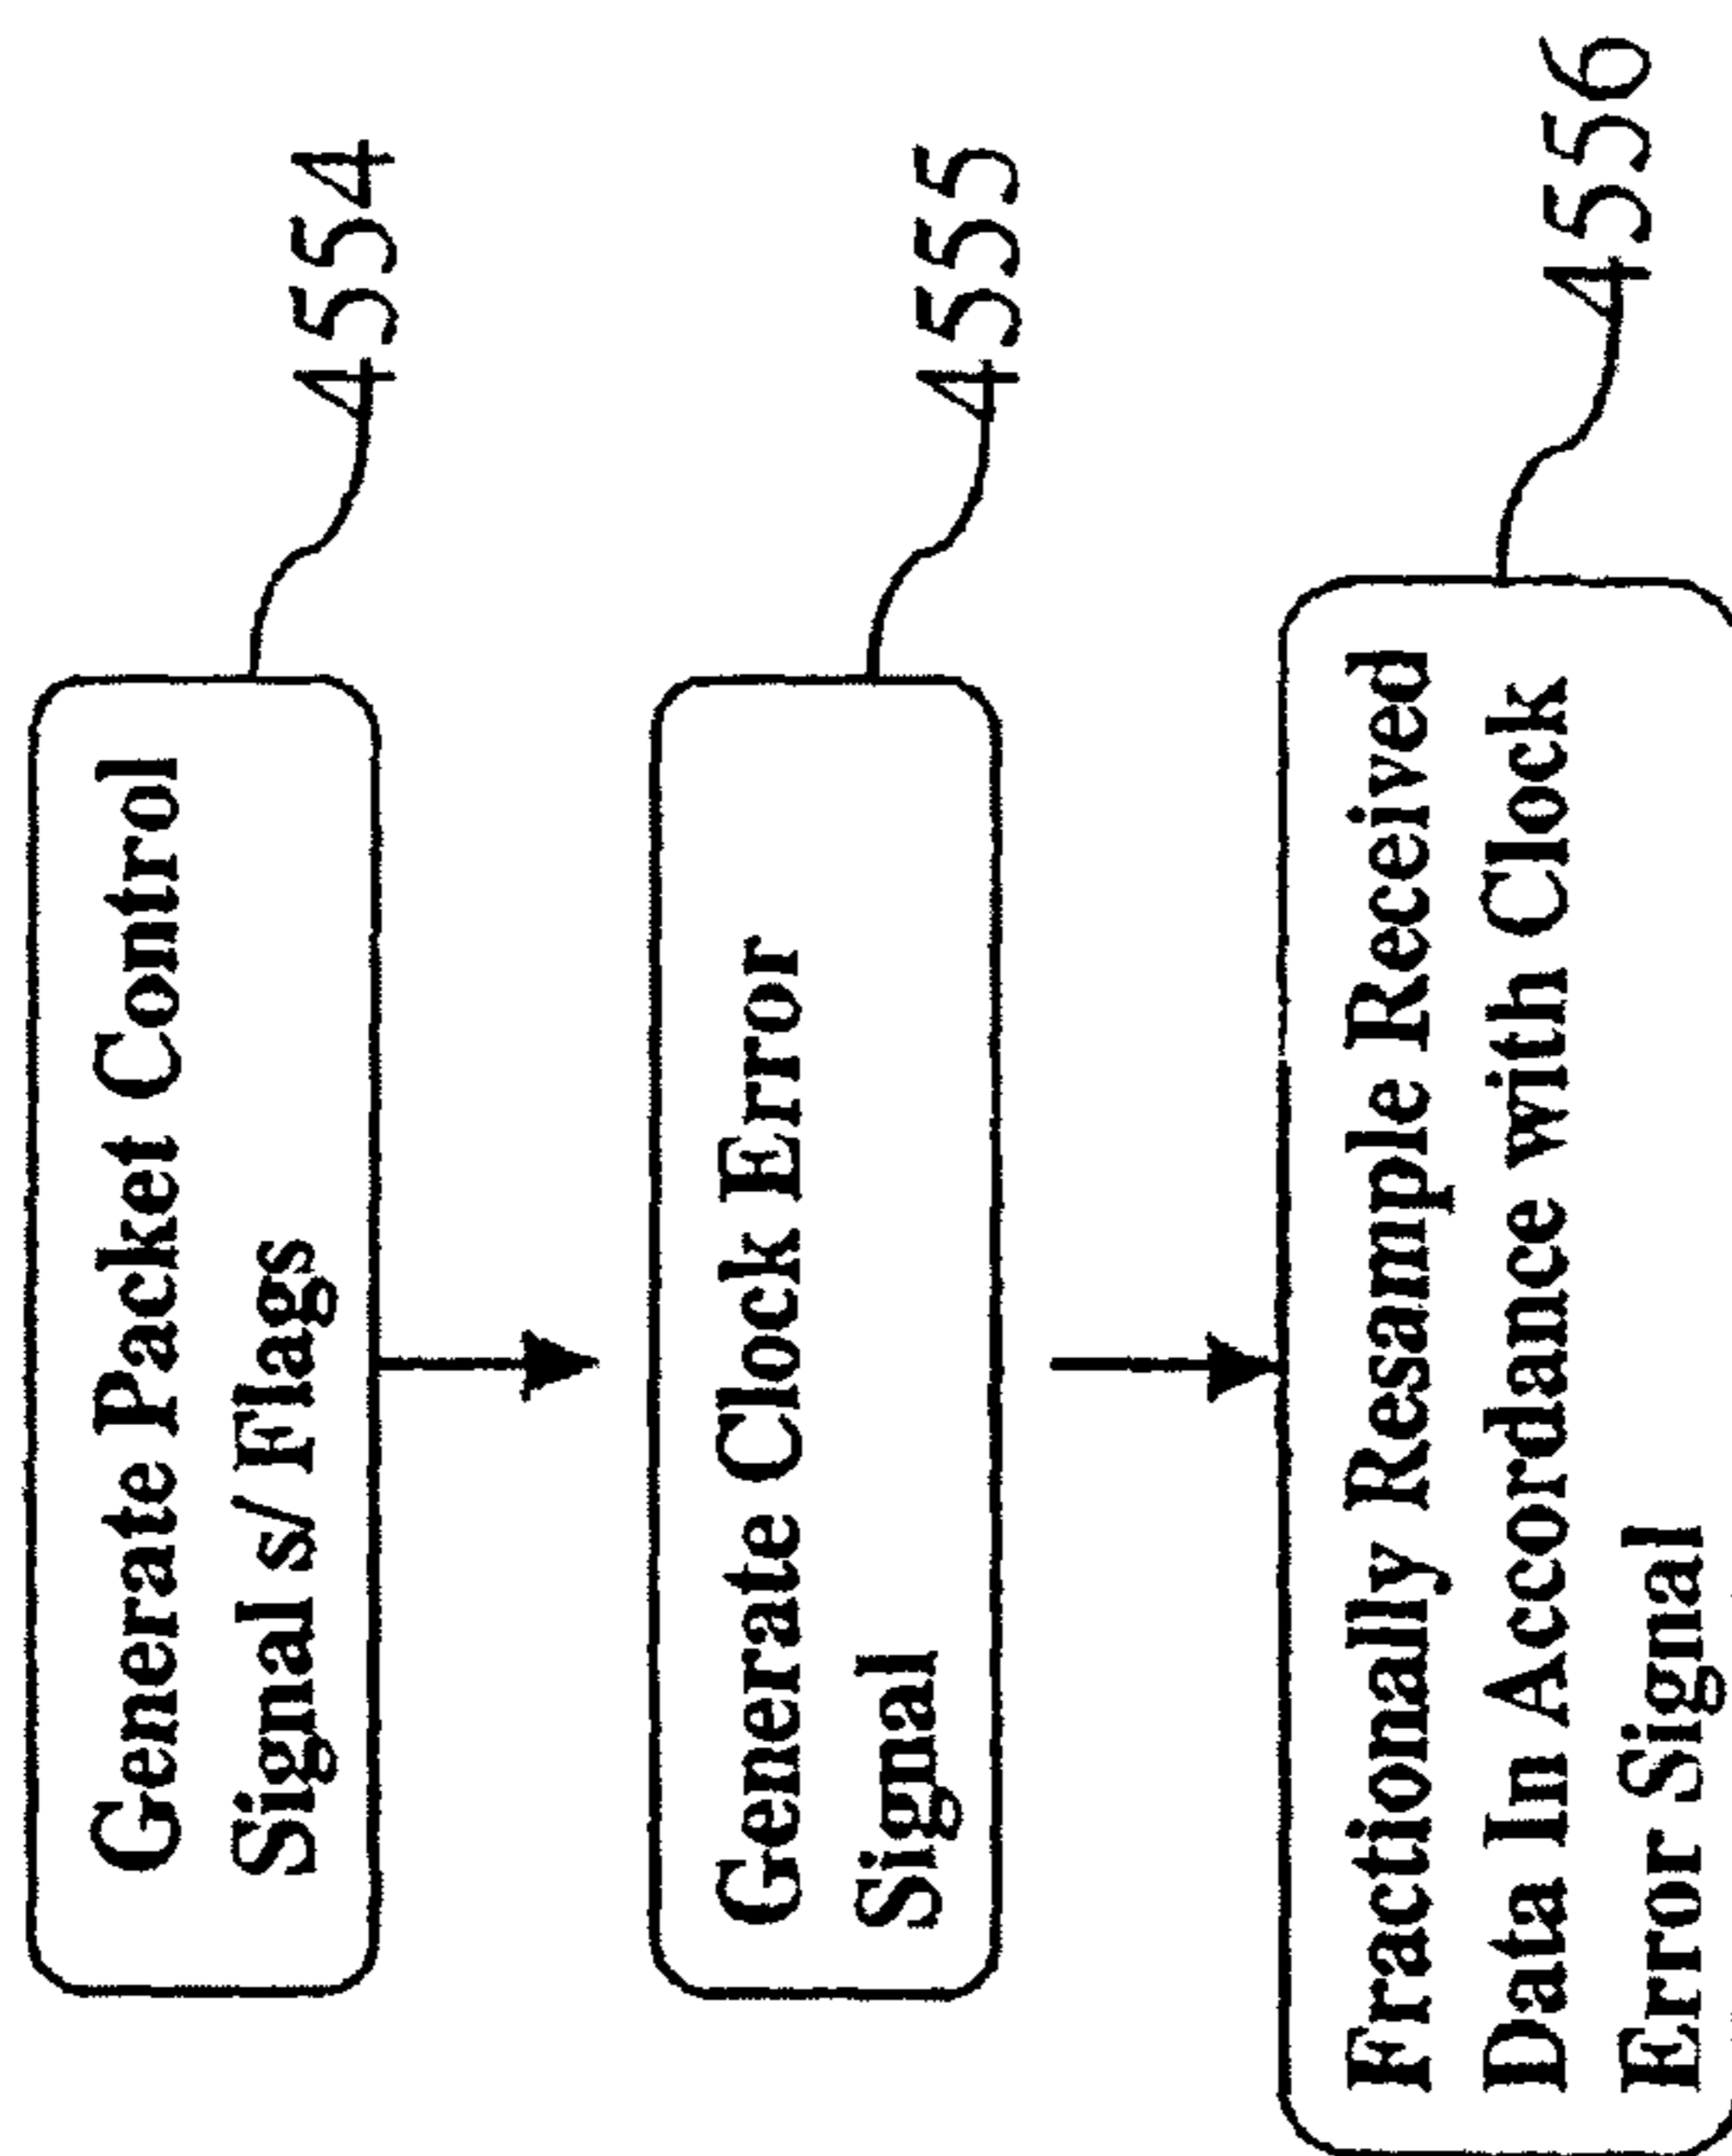 Generate Packet Control
Signal s/Flags
4554
Generate Clock Error
Signal
4555
Fractionally Resample Received
Data In Accordance with Clock
Error Signal
4556